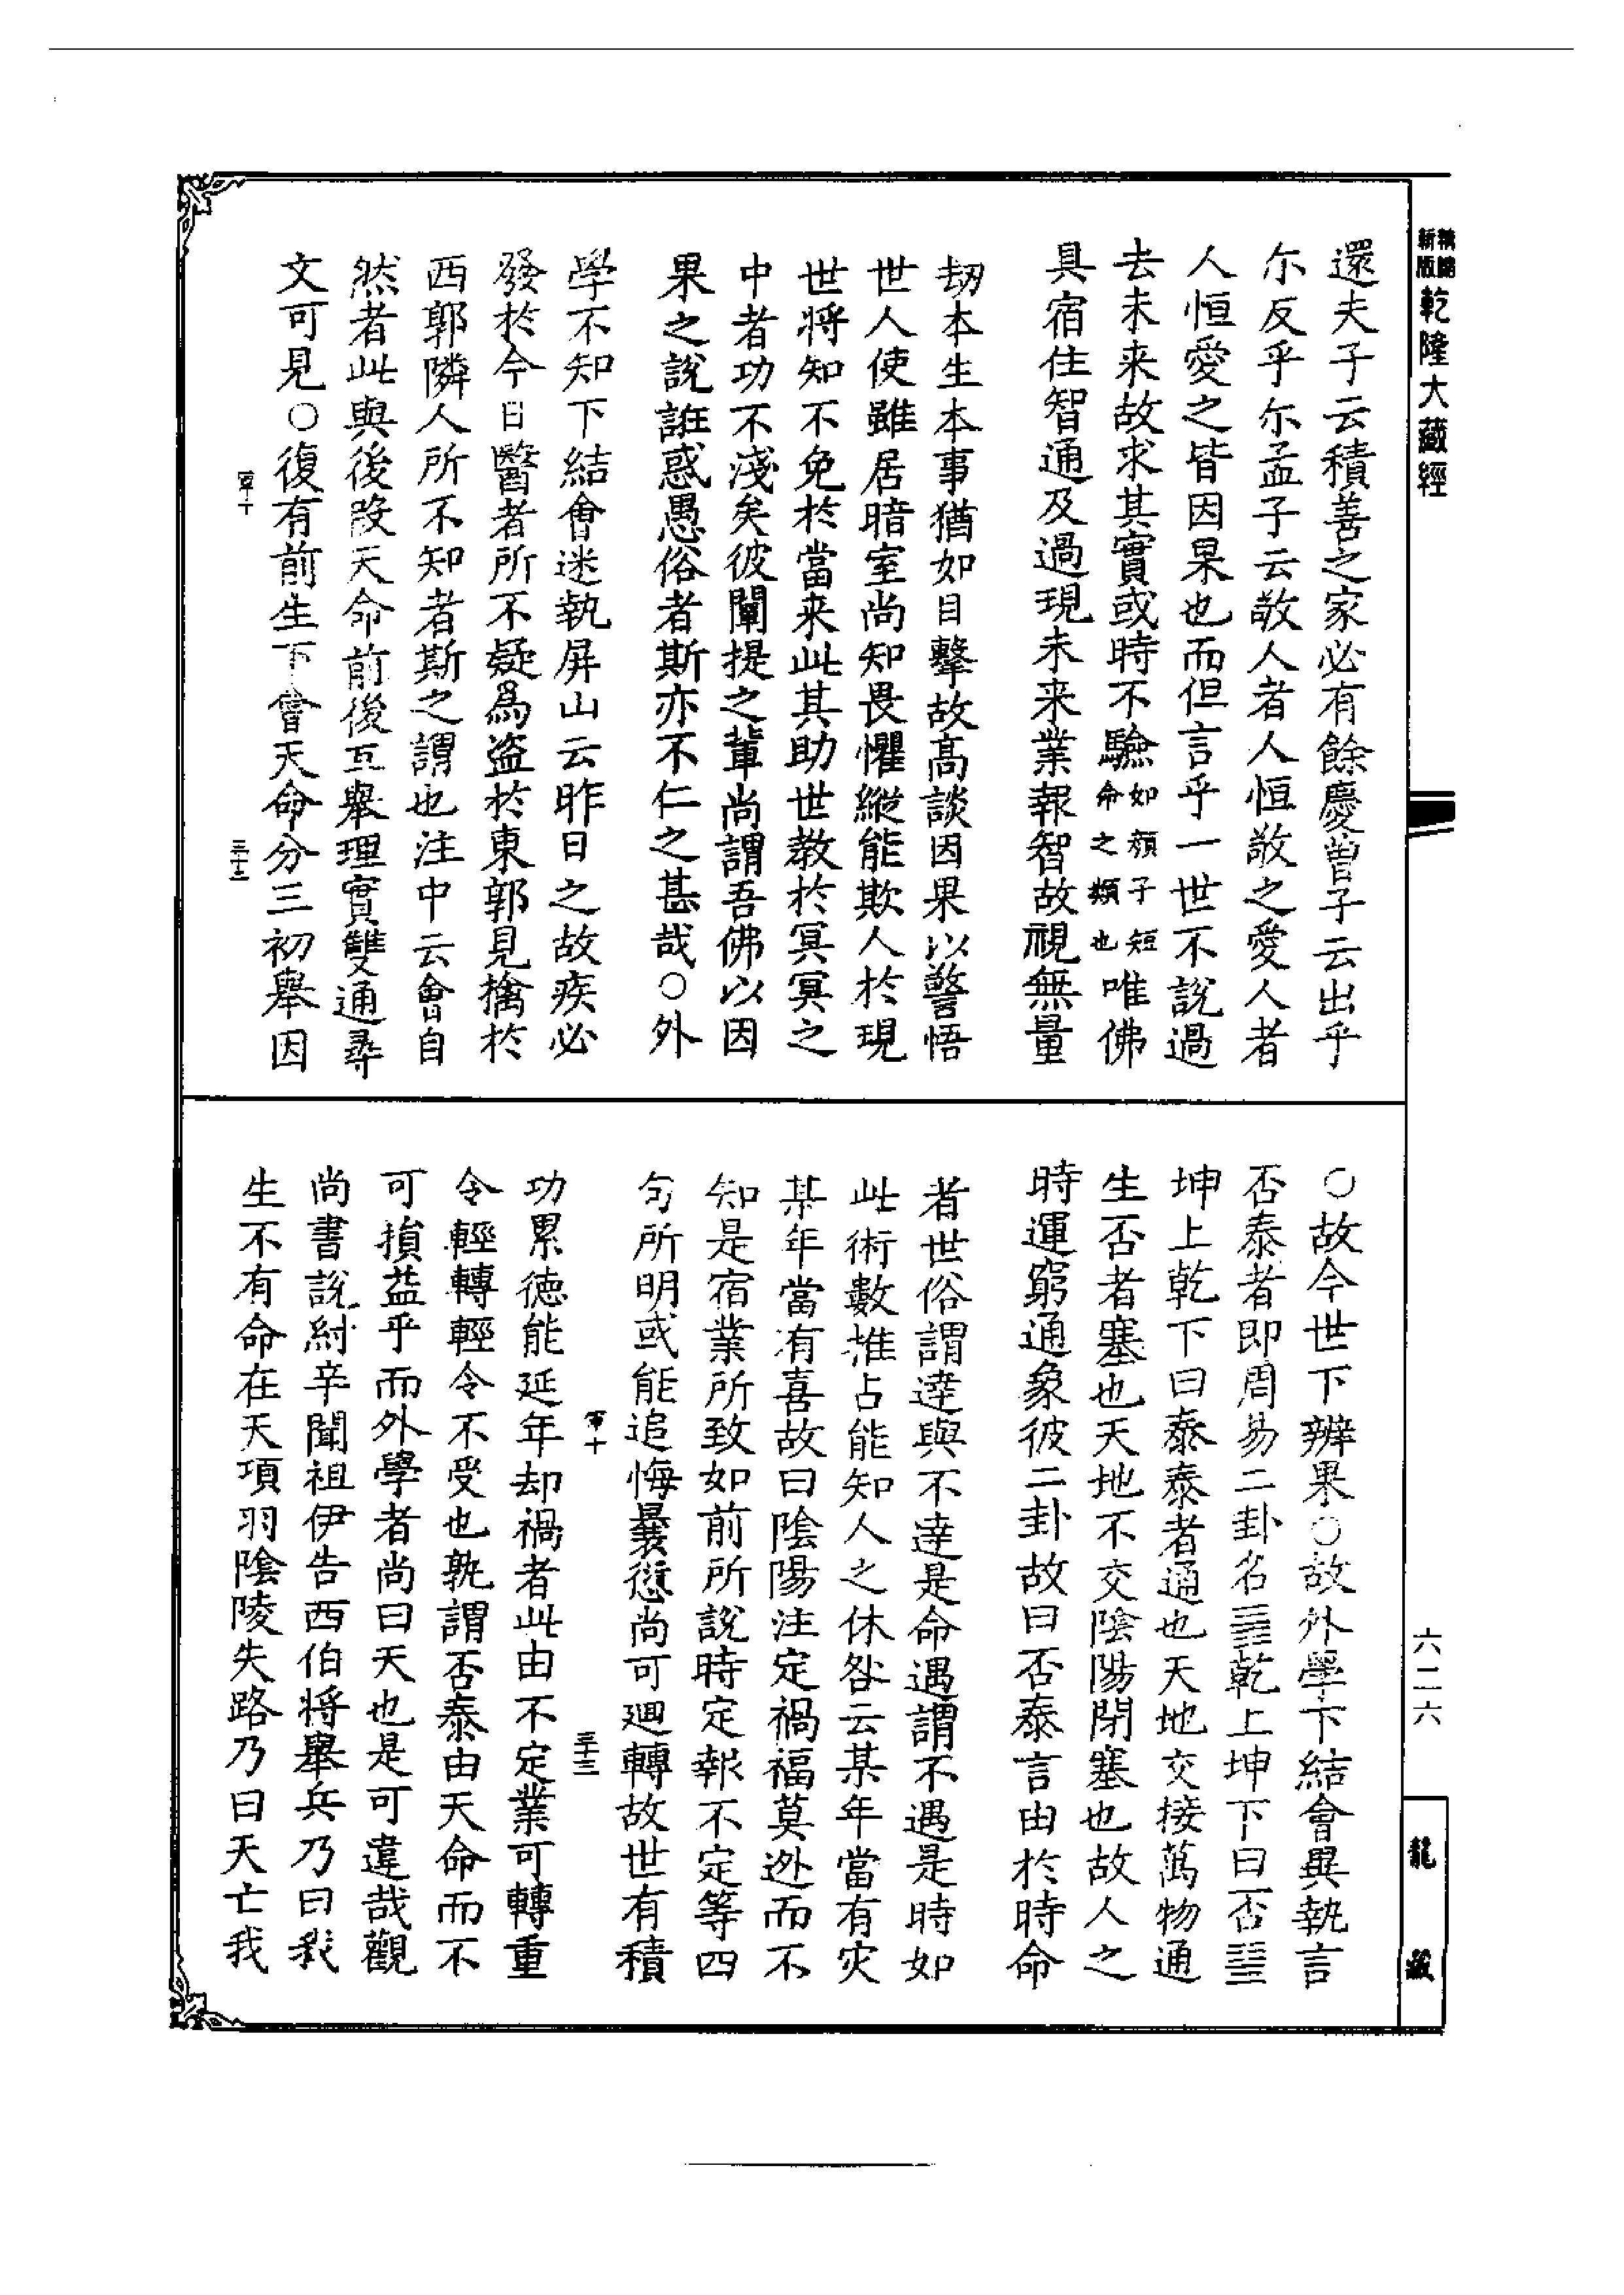 精縮新版乾隆大藏經
還夫子云積善之家必有餘慶曾子云出乎
尓反乎尓孟子云敬人者人恒敬之愛人者
人恒愛之皆因果也而但言乎一世不說過
去未来故求其實或時不驗如顏子短命之類也唯佛
具宿住智通及過現未来業報智故視無量
劫本生本事猶如目擊故高談因果以警悟
世人使雖居暗室尚知畏懼縱能欺人於現
世將知不免於當来此其助世教於冥冥之
中者功不淺矣彼闡提之輩尚謂吾佛以因
果之說誑惑愚俗者斯亦不仁之甚哉○外
學不知下結會迷執屏山云昨日之故疾必
發於今日醫者所不疑為盜於東郭見擒於
西郭隣人所不知者斯之謂也注中云會自
然者此與後段天命前後互舉理實雙通尋
文可見○復有前生下會天命分三初舉因
軍十
三十二
○故今世下辨果○故外學下結會異執言
否泰者即周易二卦名䷋乾上坤下曰否䷊
坤上乾下曰泰泰者通也天地交接萬物通
生否者塞也天地不交陰陽閉塞也故人之
時運窮通象彼二卦故曰否泰言由於時命
者世俗謂達與不達是命遇謂不遇是時如
此術數推占能知人之休咎云某年當有灾
某年當有喜故曰陰陽注定禍福莫逃而不
知是宿業所致如前所說時定報不定等四
句所明或能追悔曩愆尚可迴轉故世有積
軍十
三十三
功累德能延年却禍者此由不定業可轉重
令輕轉輕令不受也孰謂否泰由天命而不
可損益乎而外學者尚曰天也是可違哉觀
尚書說紂辛聞祖伊告西伯將舉兵乃曰我
生不有命在天項羽陰陵失路乃曰天亡我
六二六
龍藏